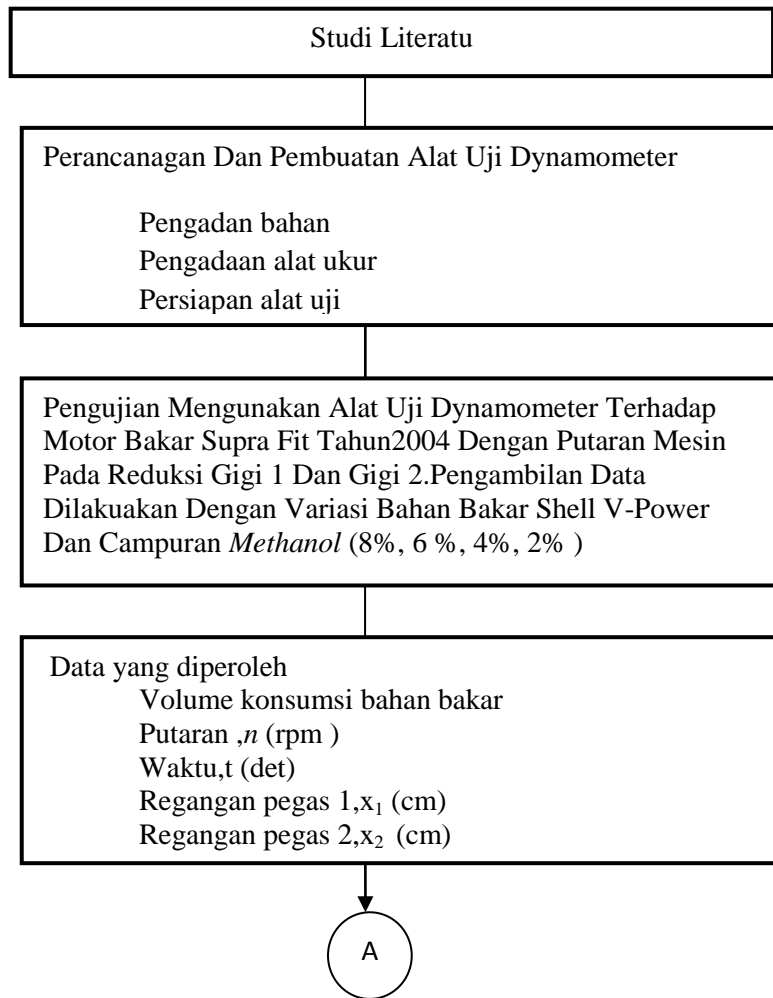 Studi Literatu
Perancanagan Dan Pembuatan Alat Uji Dynamometer
Pengadan bahan
Pengadaan alat ukur
Persiapan alat uji
Pengujian Mengunakan Alat Uji Dynamometer Terhadap
Motor Bakar Supra Fit Tahun2004 Dengan Putaran Mesin
Pada Reduksi Gigi 1 Dan Gigi 2.Pengambilan Data
Dilakuakan Dengan Variasi Bahan Bakar Shell V-Power
Dan Campuran Methanol (8%, 6 %, 4%, 2% )
Data yang diperoleh
Volume konsumsi bahan bakar
Putaran ,n (rpm )
Waktu,t (det)
Regangan pegas 1,x₁ (cm)
Regangan pegas 2,x₂ (cm)
A